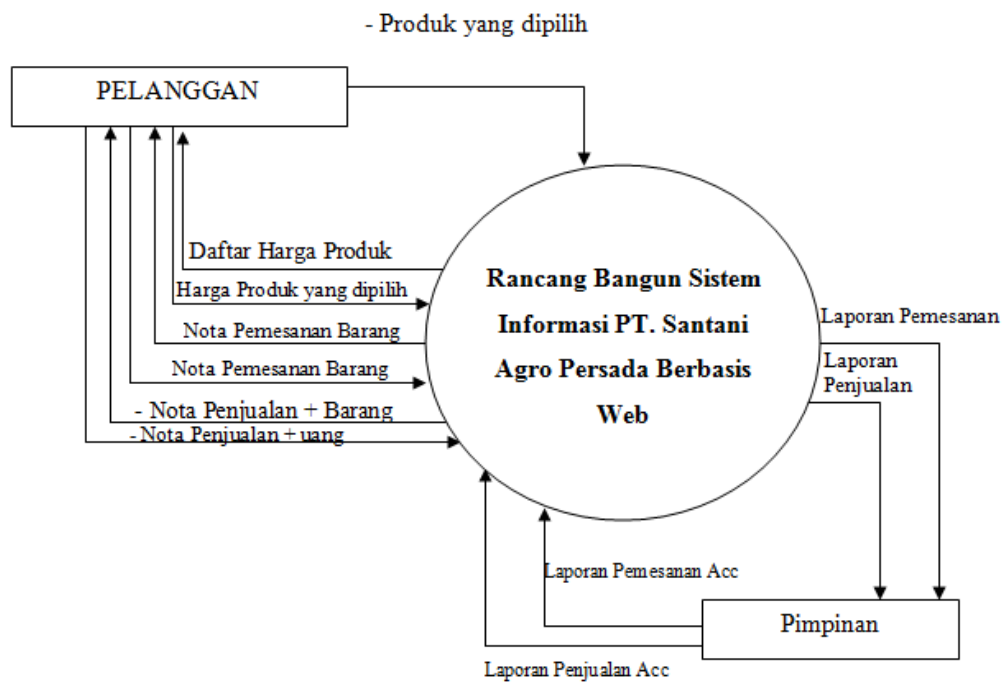 - Produk yang dipilih
PELANGGAN
Daftar Harga Produk
Harga Produk yang dipilih
Nota Pemesanan Barang
Nota Pemesanan Barang
- Nota Penjualan + Barang
- Nota Penjualan + uang
Rancang Bangun Sistem
Informasi PT. Santani
Agro Persada Berbasis
Web
Laporan Pemesanan
Laporan
Penjualan
Laporan Pemesanan Acc
Pimpinan
Laporan Penjualan Acc